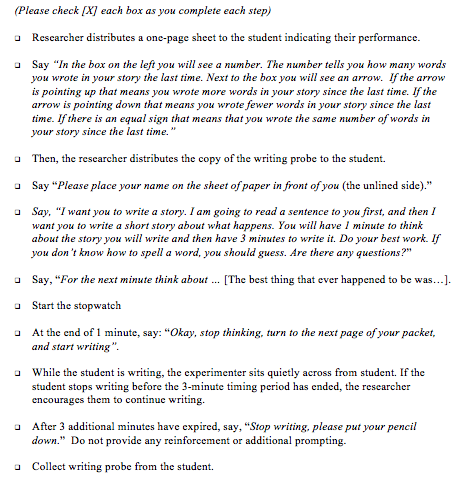 (Please check [X] each box as you complete each step)
Researcher distributes a one-page sheet to the student indicating their performance.
Say "In the box on the left you will see a number. The number tells you how many words
you wrote in your story the last time. Next to the box you will see an arrow. If the arrow
is pointing up that means you wrote more words in your story since the last time. If the
arrow is pointing down that means you wrote fewer words in your story since the last
time. If there is an equal sign that means that you wrote the same number of words in
your story since the last time."
Then, the researcher distributes the copy of the writing probe to the student.
Say "Please place your name on the sheet of paper in front of you (the unlined side)."
Say, "I want you to write a story. I am going to read a sentence to you first, and then I
want you to write a short story about what happens. You will have 1 minute to think
about the story you will write and then have 3 minutes to write it. Do your best work. If
you don't know how to spell a word, you should guess. Are there any questions?"
Say, "For the next minute think about ... [The best thing that ever happened to be was...].
Start the stopwatch
At the end of 1 minute, say: "Okay, stop thinking, turn to the next page of your packet,
and start writing".
While the student is writing, the experimenter sits quietly across from student. If the
student stops writing before the 3-minute timing period has ended, the researcher
encourages them to continue writing.
After 3 additional minutes have expired, say, "Stop writing, please put your pencil
down." Do not provide any reinforcement or additional prompting.
Collect writing probe from the student.